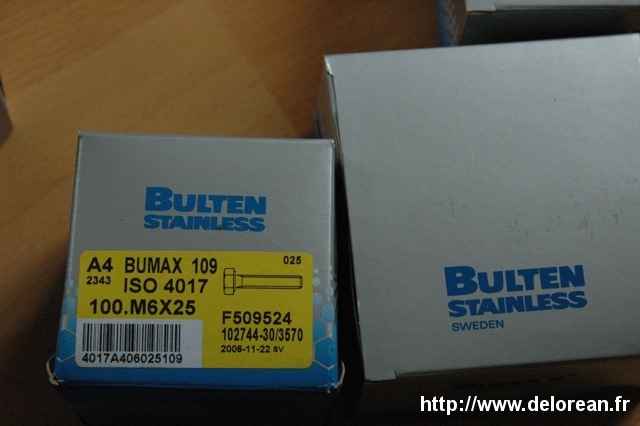 BULTEN
STAINLESS
A4 BUMAX 109 025
2343 ISO 4017
100.M6X25
F509524
102744-30/3570
2006-11-22 SV
4017A406025109
BULTEN
STAINLESS
SWEDEN
http://www.delorean.fr